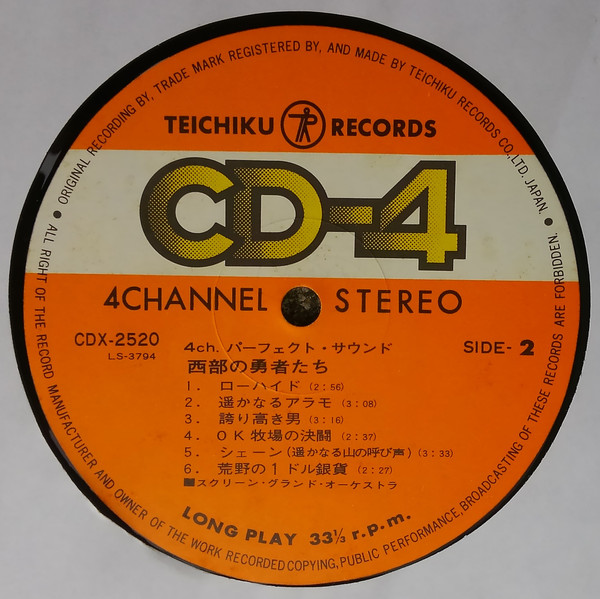 ORIGINAL RECORDING BY, TRADE MARK REGISTERED BY, AND MADE BY TEICHIKU RECORDS CO., LTD. JAPAN.
TEICHIKU RECORDS
CD-4
4CHANNEL STEREO
CDX-2520
LS-3794
SIDE- 2
4ch. パーフェクト・サウンド
西部の勇者たち
1. ローハイド (2:56)
2. 遥かなるアラモ (3:08)
3. 誇り高き男 (3:16)
4. OK牧場の決闘 (2:37)
5. シェーン(遥かなる山の呼び声) (3:33)
6. 荒野の1ドル銀貨 (2:27)
■スクリーン・グランド・オーケストラ
LONG PLAY 33⅓ r.p.m.
ALL RIGHT OF THE RECORD MANUFACTURER AND OWNER OF THE WORK RECORDED COPYING, PUBLIC PERFORMANCE, BROADCASTING OF THESE RECORDS ARE FORBIDDEN.